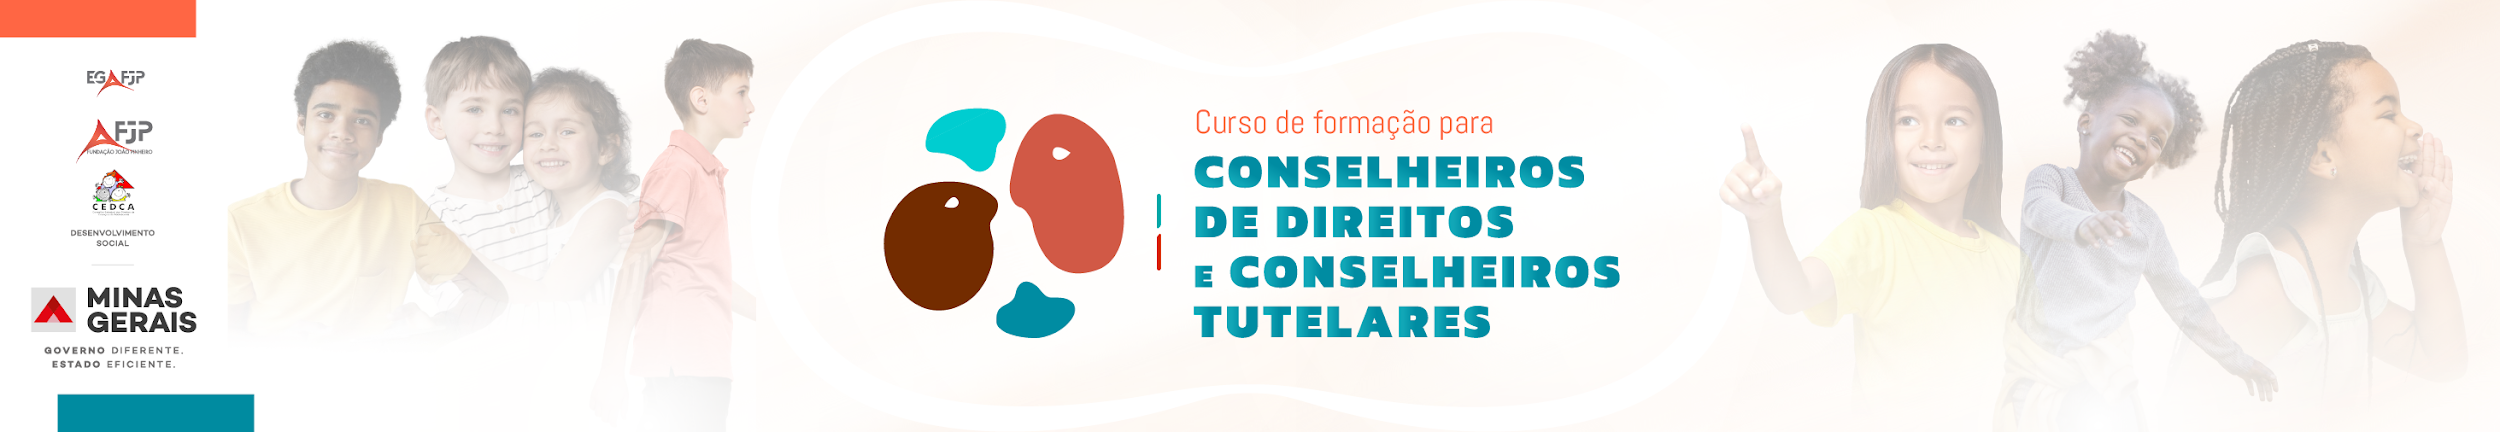 EGFJP
FJP
FUNDAÇÃO JOÃO PINHEIRO
CEDCA
DESENVOLVIMENTO
SOCIAL
MINAS
GERAIS
GOVERNO DIFERENTE.
ESTADO EFICIENTE.
Curso de formação para
CONSELHEIROS
DE DIREITOS
E CONSELHEIROS
TUTELARES